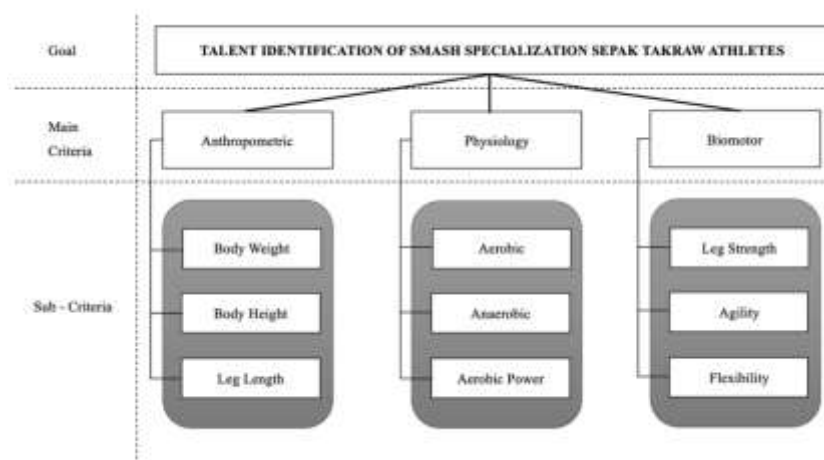 Goal
TALENT IDENTIFICATION OF SMASH SPECIALIZATION SEPAK TAKRAW ATHLETES
Main
Criteria
Anthropometric
Physiology
Biomotor
Sub - Criteria
Body Weight
Body Height
Leg Length
Aerobic
Anaerobic
Aerobic Power
Leg Strength
Agility
Flexibility